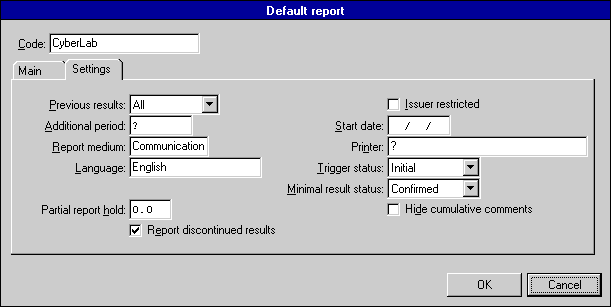 Default report
Code: CyberLab
Main Settings
Previous results: All
Issuer restricted
Additional period: ?
Start date: / /
Report medium: Communication
Printer: ?
Language: English
Trigger status: Initial
Minimal result status: Confirmed
Partial report hold: 0.0
Hide cumulative comments
Report discontinued results
OK Cancel